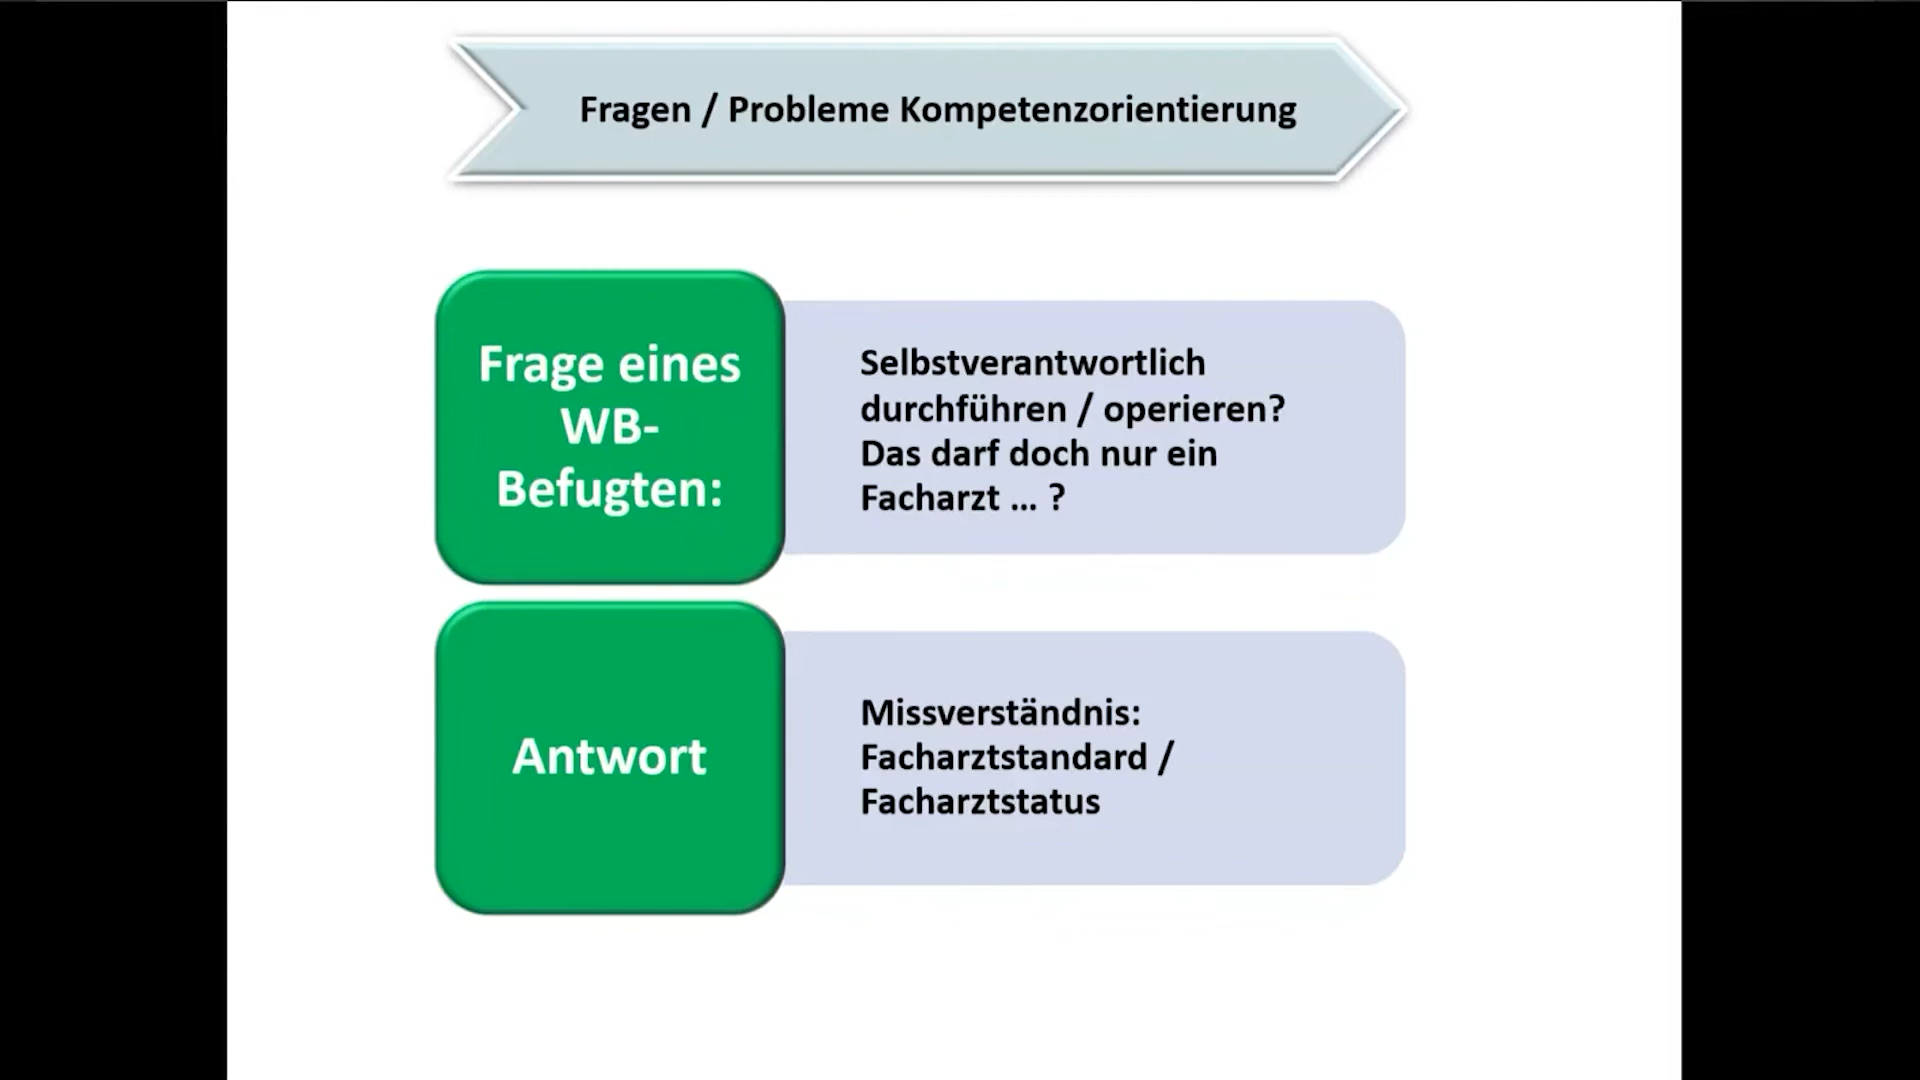 Fragen / Probleme Kompetenzorientierung
Frage eines
WB-
Befugten:
Selbstverantwortlich
durchführen / operieren?
Das darf doch nur ein
Facharzt ... ?
Antwort
Missverständnis:
Facharztstandard /
Facharztstatus